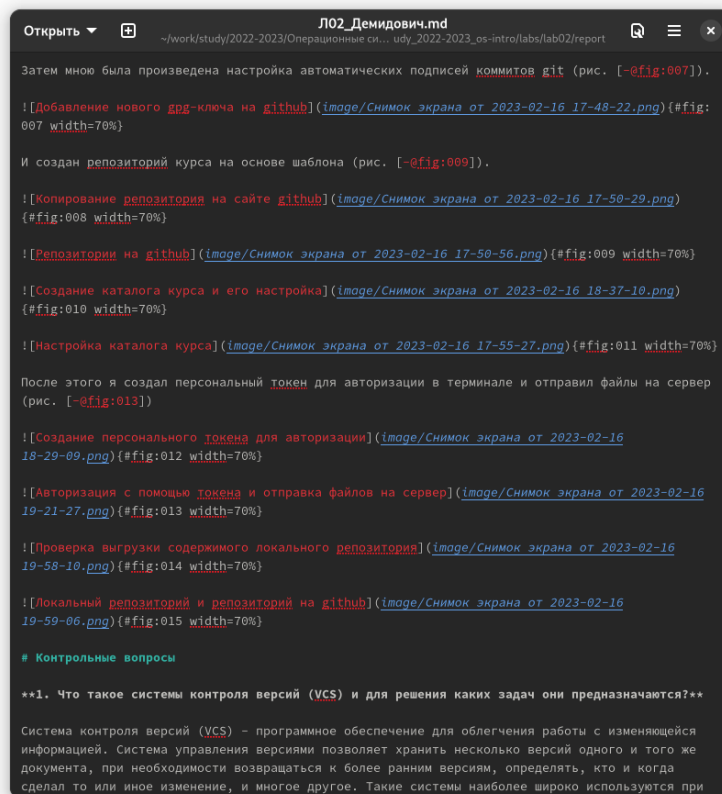 Открыть
Л02_Демидович.md
~/work/study/2022-2023/Операционные си... udy_2022-2023_os-intro/labs/lab02/report
Затем мною была произведена настройка автоматических подписей коммитов git (рис. [-@fig:007]).
![Добавление нового gpg-ключа на github](image/Снимок экрана от 2023-02-16 17-48-22.png){#fig:
007 width=70%}
И создан репозиторий курса на основе шаблона (рис. [-@fig:009]).
![Копирование репозитория на сайте github](image/Снимок экрана от 2023-02-16 17-50-29.png)
{#fig:008 width=70%}
![Репозитории на github](image/Снимок экрана от 2023-02-16 17-50-56.png){#fig:009 width=70%}
![Создание каталога курса и его настройка](image/Снимок экрана от 2023-02-16 18-37-10.png)
{#fig:010 width=70%}
![Настройка каталога курса](image/Снимок экрана от 2023-02-16 17-55-27.png){#fig:011 width=70%}
После этого я создал персональный токен для авторизации в терминале и отправил файлы на сервер
(рис. [-@fig:013])
![Создание персонального токена для авторизации](image/Снимок экрана от 2023-02-16
18-29-09.png){#fig:012 width=70%}
![Авторизация с помощью токена и отправка файлов на сервер](image/Снимок экрана от 2023-02-16
19-21-27.png){#fig:013 width=70%}
![Проверка выгрузки содержимого локального репозитория](image/Снимок экрана от 2023-02-16
19-58-10.png){#fig:014 width=70%}
![Локальный репозиторий и репозиторий на github](image/Снимок экрана от 2023-02-16
19-59-06.png){#fig:015 width=70%}
# Контрольные вопросы
**1. Что такое системы контроля версий (VCS) и для решения каких задач они предназначаются?**
Система контроля версий (VCS) – программное обеспечение для облегчения работы с изменяющейся
информацией. Система управления версиями позволяет хранить несколько версий одного и того же
документа, при необходимости возвращаться к более ранним версиям, определять, кто и когда
сделал то или иное изменение, и многое другое. Такие системы наиболее широко используются при